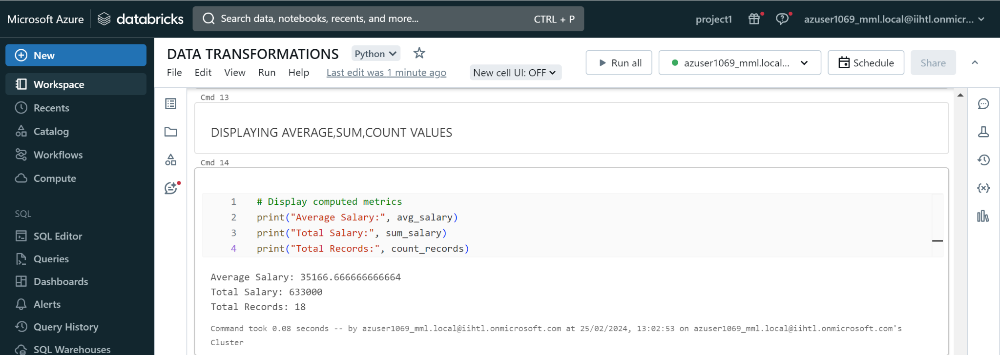 Microsoft Azure databricks Search data, notebooks, recents, and more... CTRL + P project1 azuser1069_mml.local@iihtl.onmicr...
New
Workspace
Recents
Catalog
Workflows
Compute
SQL
SQL Editor
Queries
Dashboards
Alerts
Query History
SQL Warehouses
DATA TRANSFORMATIONS Python
File Edit View Run Help Last edit was 1 minute ago New cell UI: OFF
Run all azuser1069_mml.local... Schedule Share
Cmd 13
DISPLAYING AVERAGE,SUM,COUNT VALUES
Cmd 14
1 # Display computed metrics
2 print("Average Salary:", avg_salary)
3 print("Total Salary:", sum_salary)
4 print("Total Records:", count_records)
Average Salary: 35166.666666666664
Total Salary: 633000
Total Records: 18
Command took 0.08 seconds -- by azuser1069_mml.local@iihtl.onmicrosoft.com at 25/02/2024, 13:02:53 on azuser1069_mml.local@iihtl.onmicrosoft.com's
Cluster